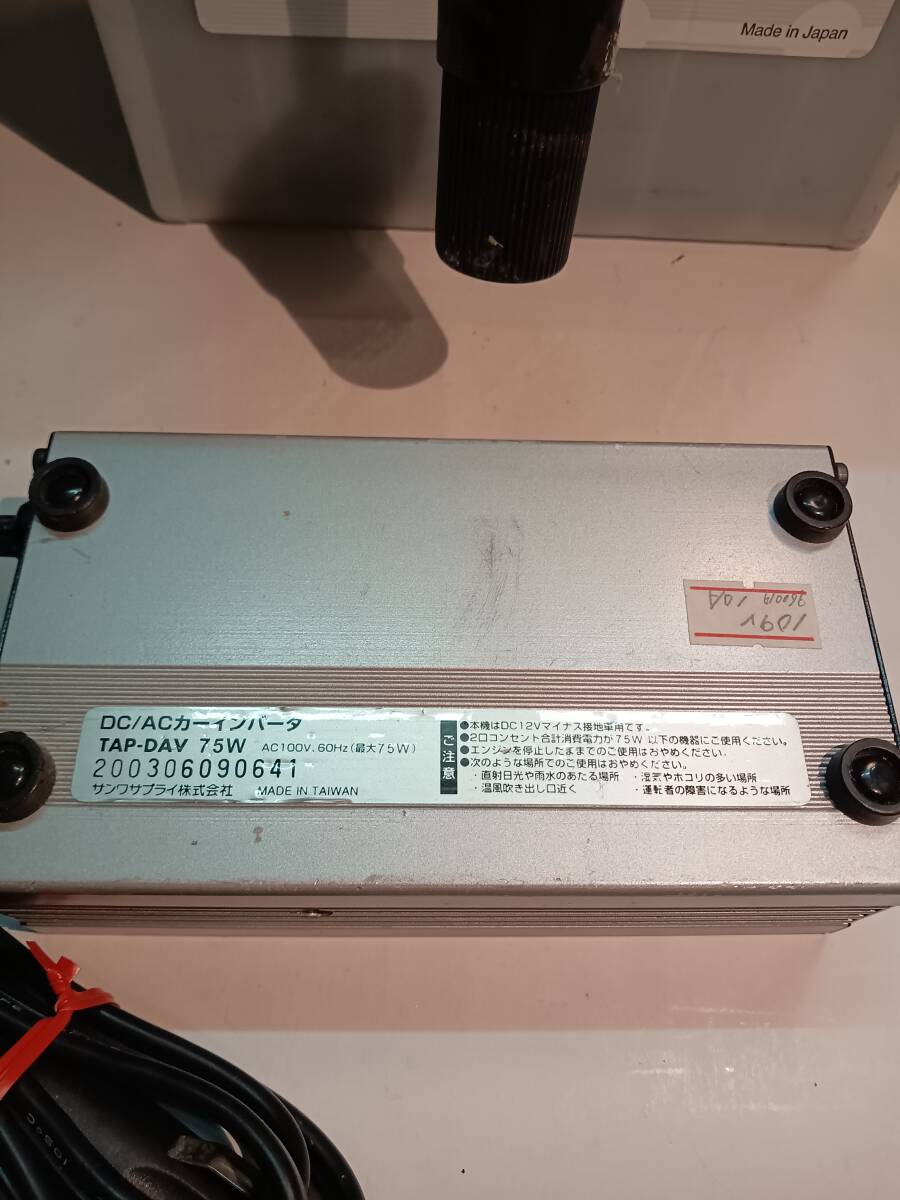 Made in Japan
109V
10A
DC/ACカーインバータ
TAP-DAV 75W AC100V.60Hz(最大75W)
200306090641
サンワサプライ株式会社 MADE IN TAIWAN
ご注意
●本機はDC12Vマイナス接地車用です。
●2口コンセント合計消費電力が75W 以下の機器にご使用ください。
●エンジンを停止したままでのご使用はおやめください。
●次のような場所でのご使用はおやめください。
・直射日光や雨水のあたる場所 ・湿気やホコリの多い場所
・温風吹き出し口近く ・運転者の障害になるような場所
105°C